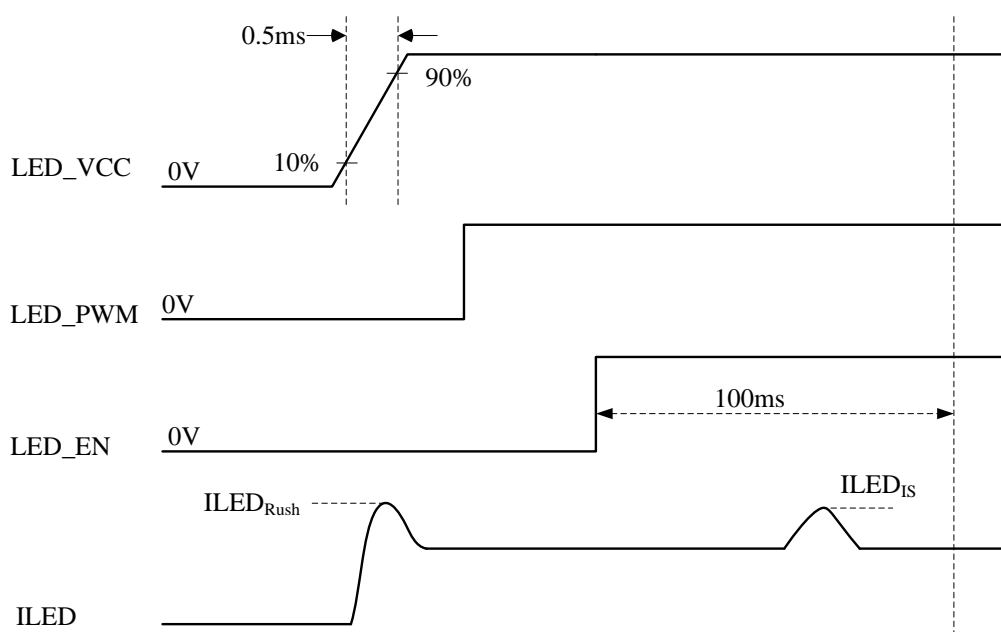 0.5ms
90%
10%
LED_VCC
0V
LED_PWM
0V
100ms
LED_EN
0V
ILED_Rush
ILED_IS
ILED